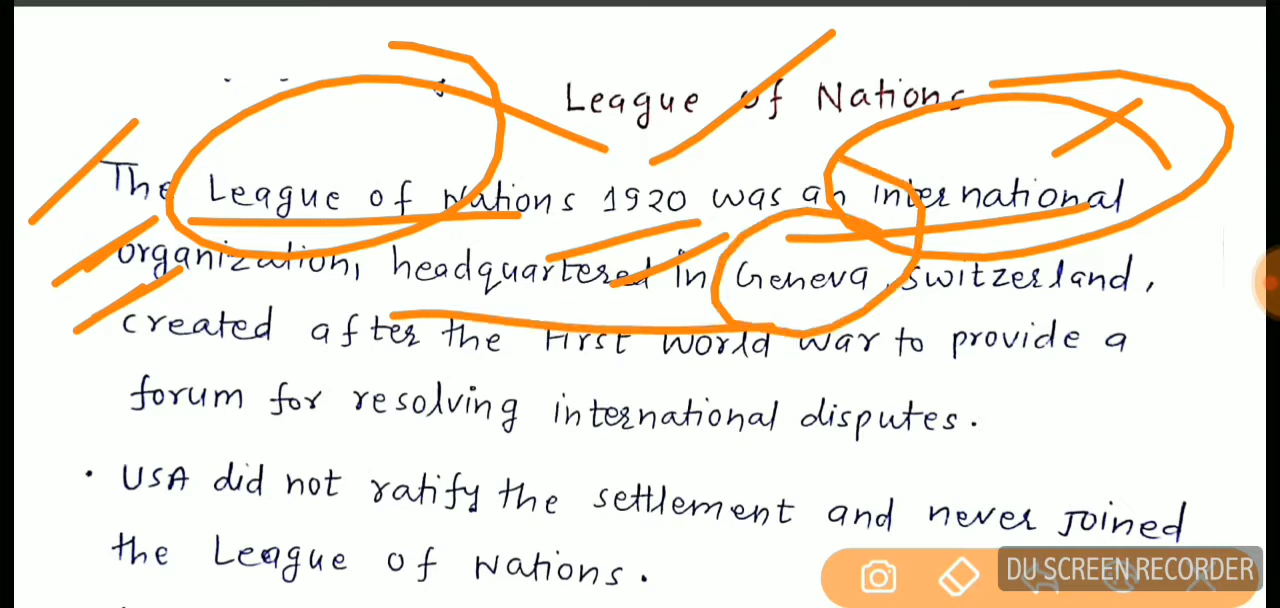 League of Nations
The League of Nations 1920 was an international
organization, headquartered in Geneva, Switzerland,
created after the First World War to provide a
forum for resolving international disputes.
• USA did not ratify the settlement and never Joined
the League of Nations.
DU SCREEN RECORDER